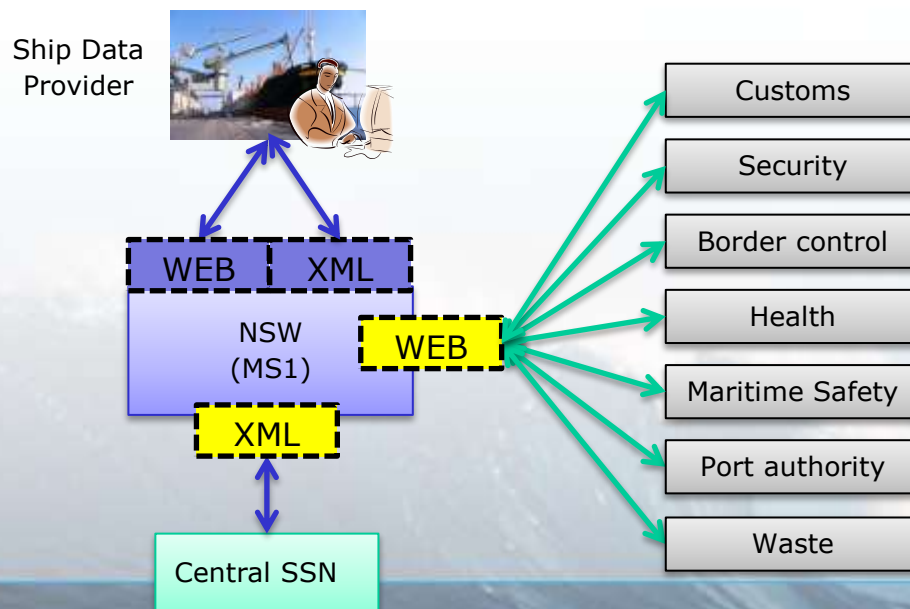 Ship Data
Provider
WEB
XML
NSW
(MS1)
WEB
XML
Central SSN
Customs
Security
Border control
Health
Maritime Safety
Port authority
Waste